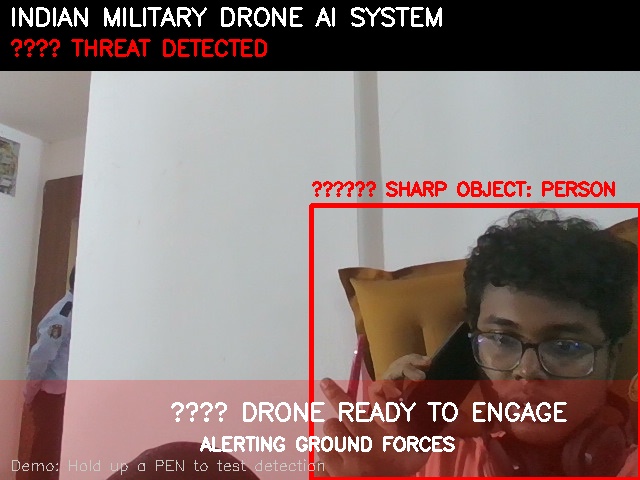 INDIAN MILITARY DRONE AI SYSTEM
???? THREAT DETECTED
?????? SHARP OBJECT: PERSON
???? DRONE READY TO ENGAGE
ALERTING GROUND FORCES
Demo: Hold up a PEN to test detection